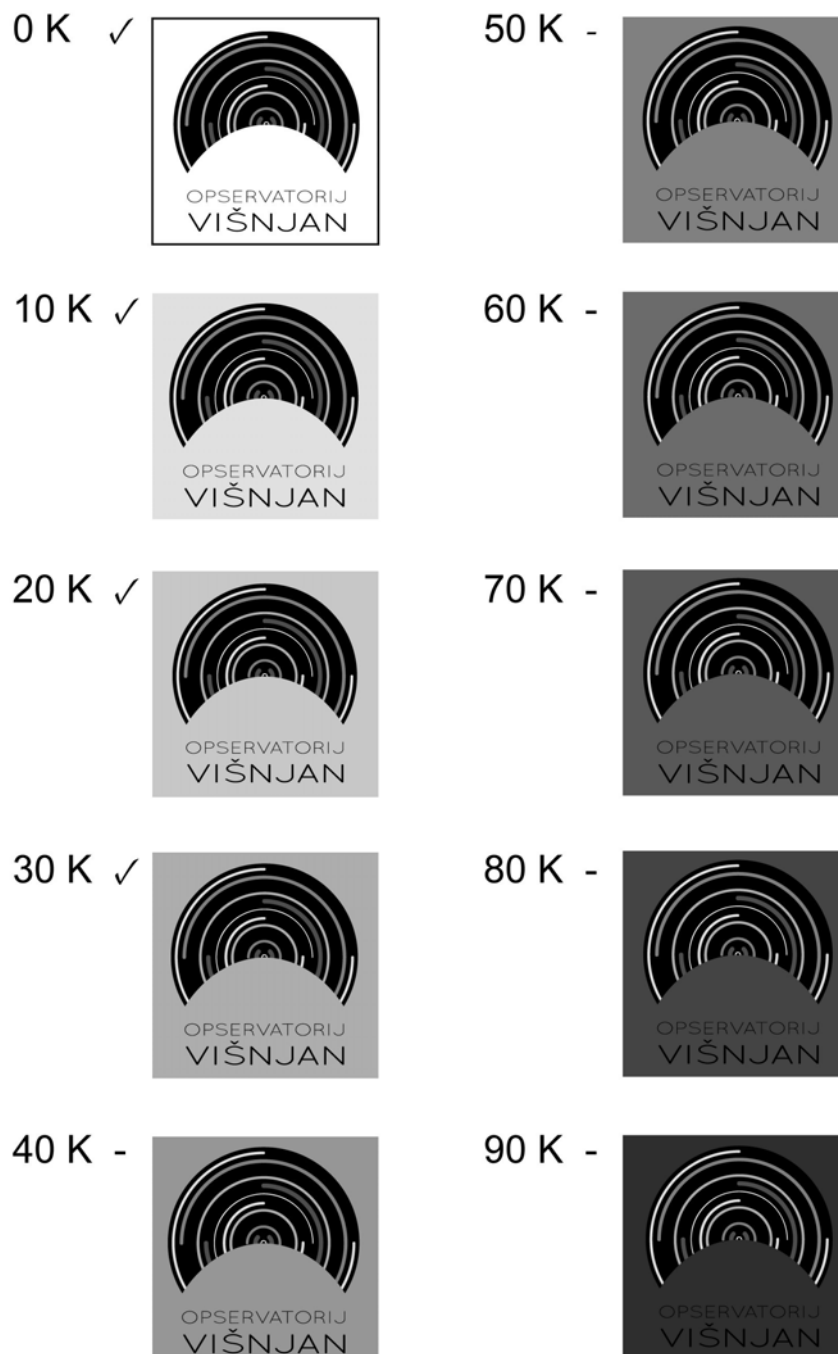 0 K ✓
OPSERVATORIJ
VIŠNJAN
10 K ✓
OPSERVATORIJ
VIŠNJAN
20 K ✓
OPSERVATORIJ
VIŠNJAN
30 K ✓
OPSERVATORIJ
VIŠNJAN
40 K -
OPSERVATORIJ
VIŠNJAN
50 K -
OPSERVATORIJ
VIŠNJAN
60 K -
OPSERVATORIJ
VIŠNJAN
70 K -
OPSERVATORIJ
VIŠNJAN
80 K -
OPSERVATORIJ
VIŠNJAN
90 K -
OPSERVATORIJ
VIŠNJAN